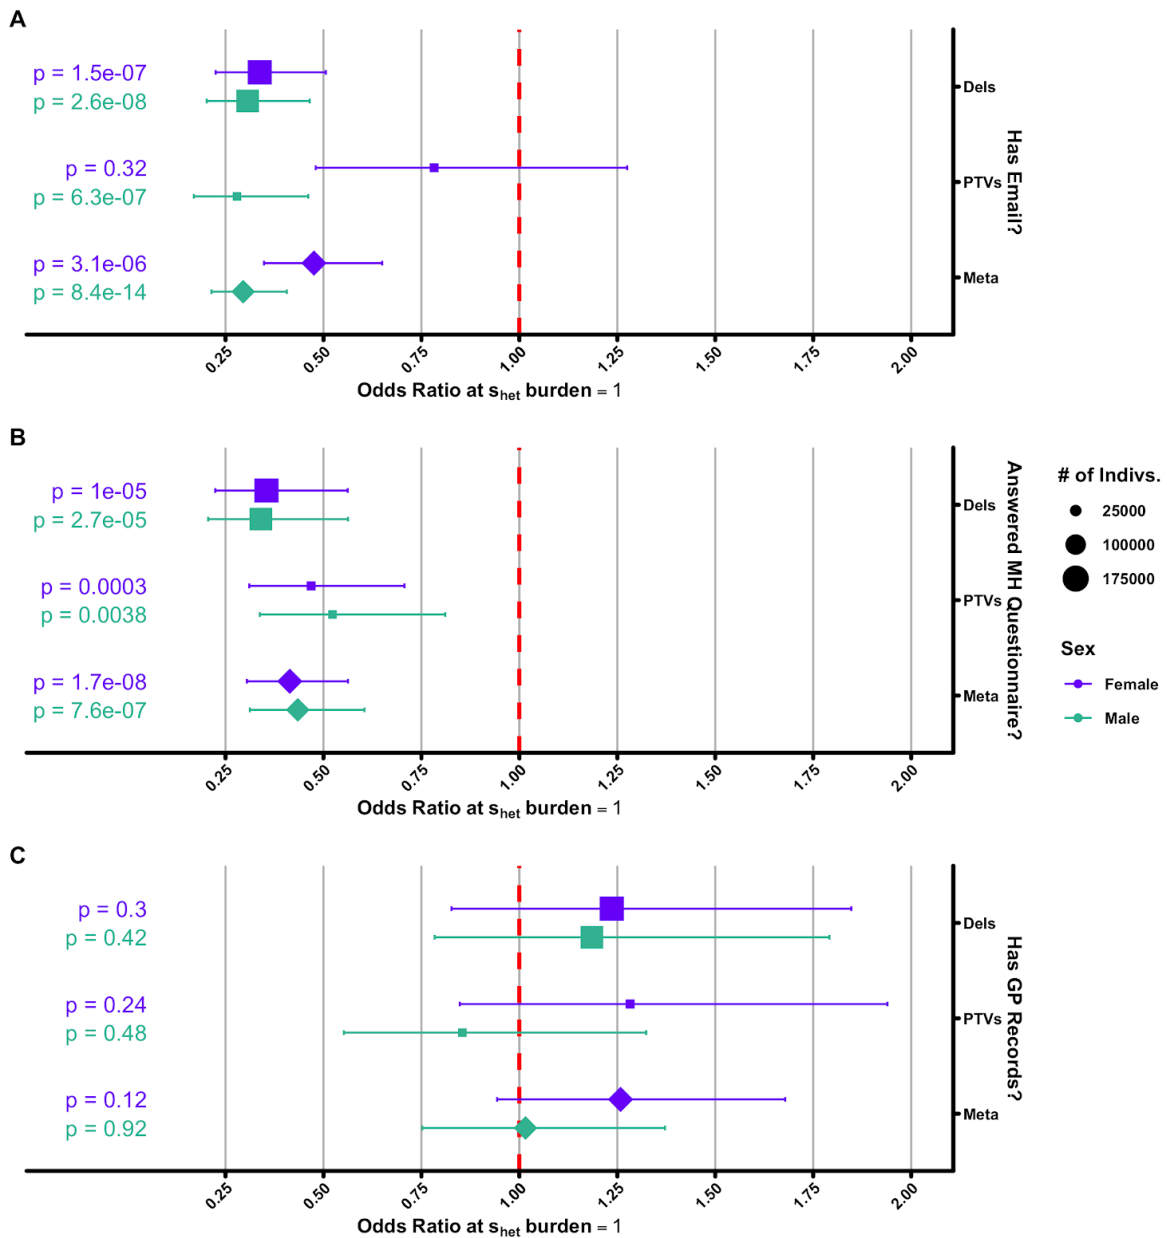 A
p = 1.5e-07
p = 2.6e-08
Dels
p = 0.32
p = 6.3e-07
PTVs
p = 3.1e-06
p = 8.4e-14
Meta
Has Email?
0.25 0.50 0.75 1.00 1.25 1.50 1.75 2.00
Odds Ratio at shet burden = 1
B
p = 1e-05
p = 2.7e-05
Dels
p = 0.0003
p = 0.0038
PTVs
p = 1.7e-08
p = 7.6e-07
Meta
Answered MH Questionnaire?
0.25 0.50 0.75 1.00 1.25 1.50 1.75 2.00
Odds Ratio at shet burden = 1
# of Indivs.
25000
100000
175000
Sex
Female
Male
C
p = 0.3
p = 0.42
Dels
p = 0.24
p = 0.48
PTVs
p = 0.12
p = 0.92
Meta
Has GP Records?
0.25 0.50 0.75 1.00 1.25 1.50 1.75 2.00
Odds Ratio at shet burden = 1